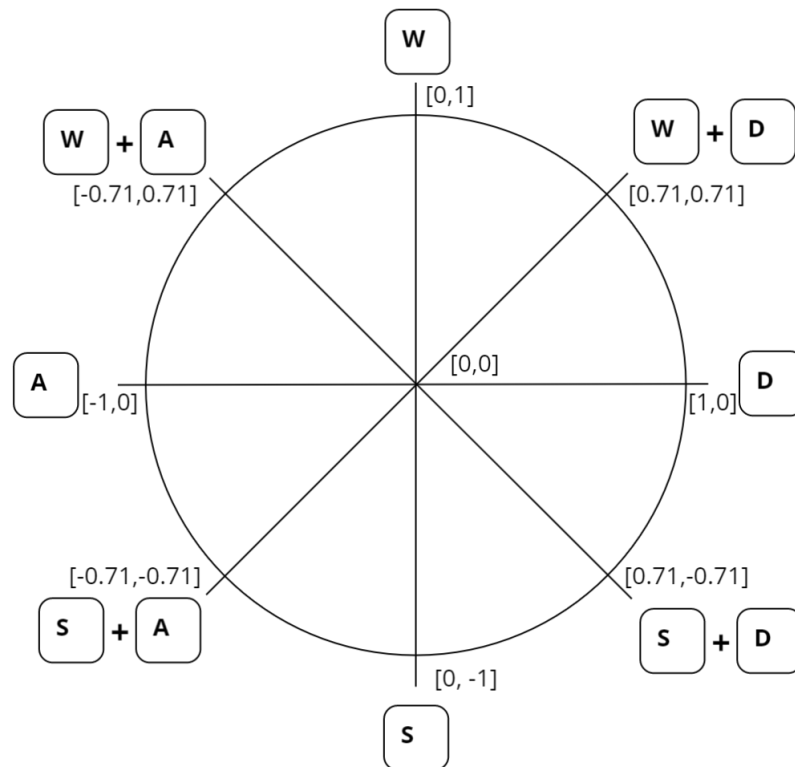 W
[0,1]
W + A
W + D
[-0.71,0.71]
[0.71,0.71]
[0,0]
A
D
[-1,0]
[1,0]
[-0.71,-0.71]
[0.71,-0.71]
S + A
S + D
[0, -1]
S